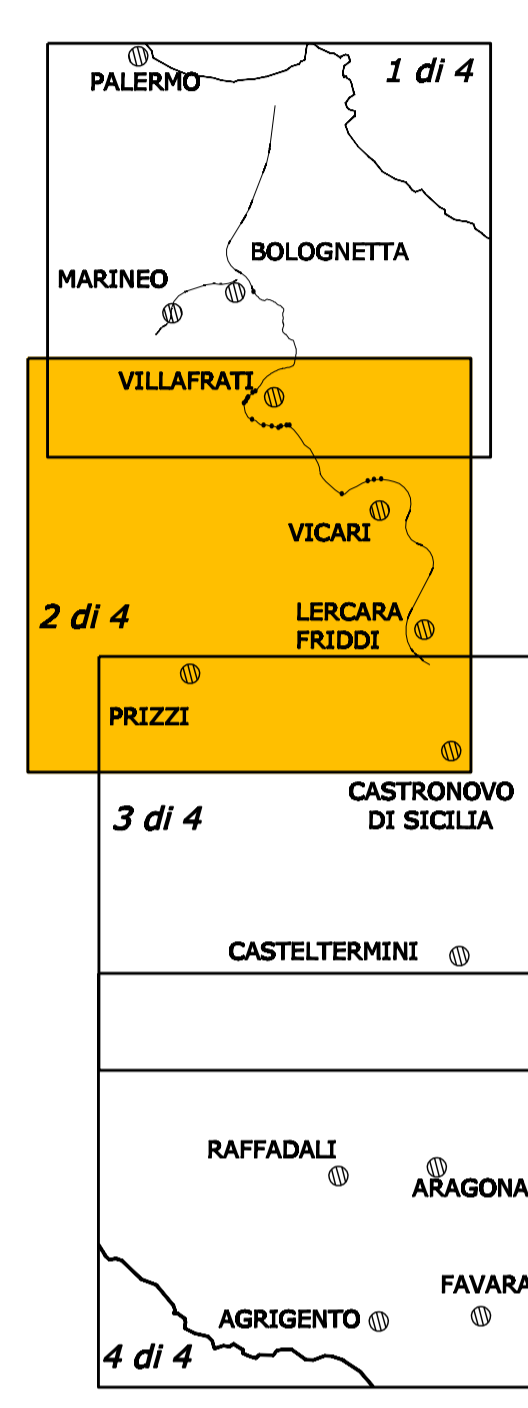 1 di 4
PALERMO
BOLOGNETTA
MARINEO
VILLAFRATI
VICARI
2 di 4
LERCARA
FRIDDI
PRIZZI
CASTRONOVO
DI SICILIA
3 di 4
CASTELTERMINI
RAFFADALI
ARAGONA
FAVARA
AGRIGENTO
4 di 4